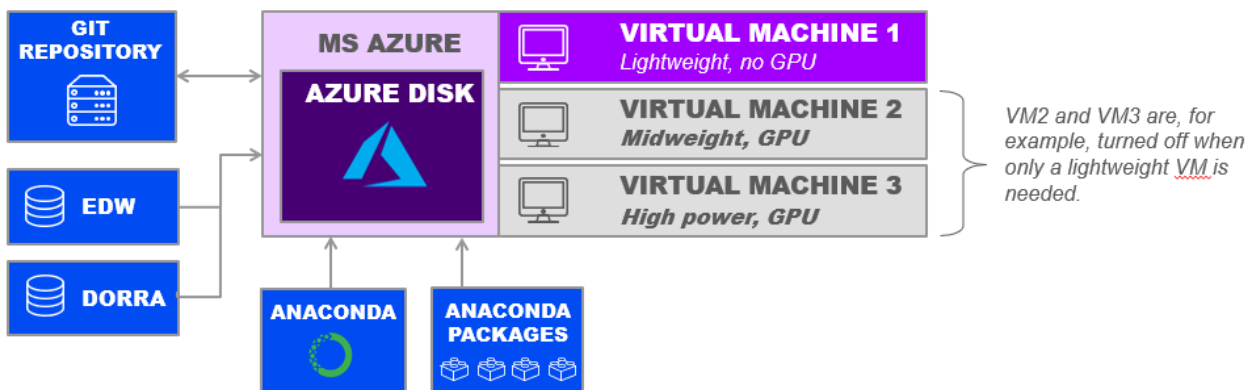 GIT
REPOSITORY
EDW
DORRA
MS AZURE
AZURE DISK
VIRTUAL MACHINE 1
Lightweight, no GPU
VIRTUAL MACHINE 2
Midweight, GPU
VIRTUAL MACHINE 3
High power, GPU
VM2 and VM3 are, for
example, turned off when
only a lightweight VM is
needed.
ANACONDA
ANACONDA
PACKAGES